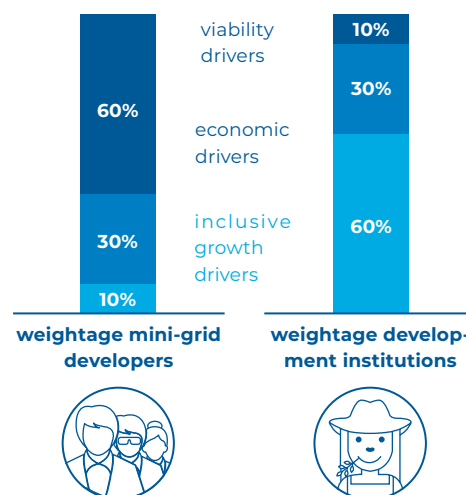 60%
30%
10%
viability
drivers
economic
drivers
inclusive
growth
drivers
10%
30%
60%
weightage mini-grid
developers
weightage develop-
ment institutions